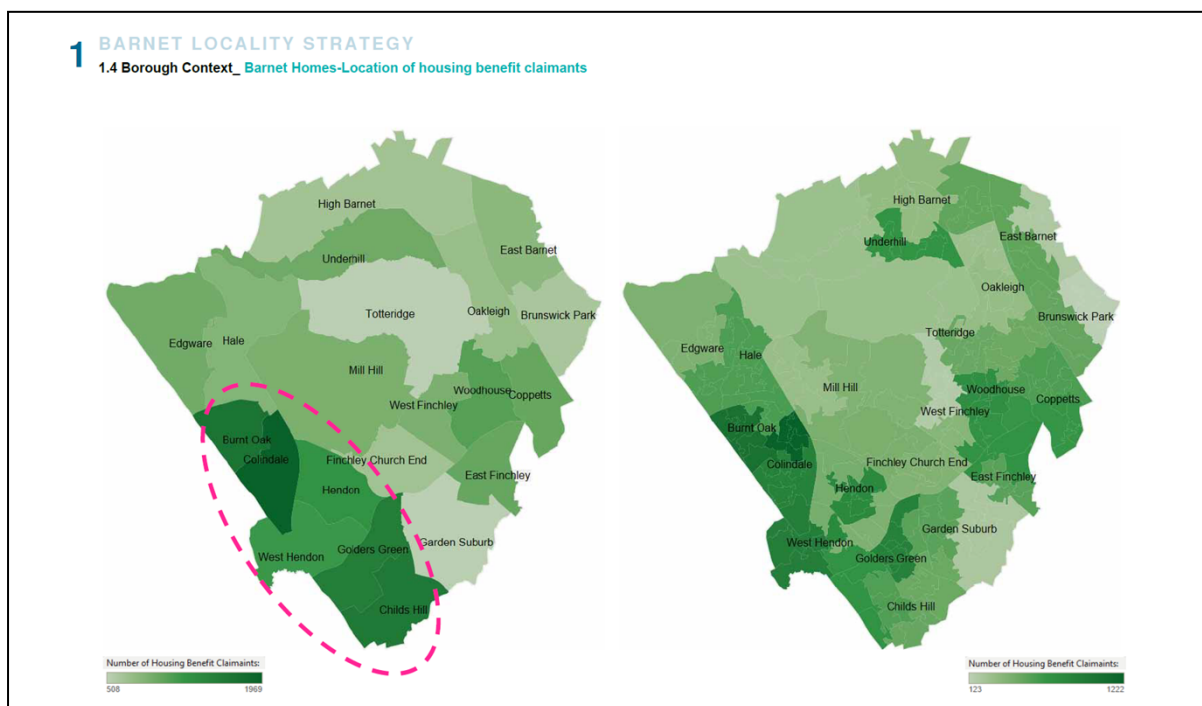 1 BARNET LOCALITY STRATEGY
1.4 Borough Context_ Barnet Homes-Location of housing benefit claimants
High Barnet
Underhill
East Barnet
Totteridge
Oakleigh
Brunswick Park
Edgware
Hale
Mill Hill
Woodhouse
West Finchley
Coppetts
Burnt Oak
Colindale
Finchley Church End
East Finchley
Hendon
West Hendon
Golders Green
Garden Suburb
Childs Hill
Number of Housing Benefit Claimaints:
508 1969
High Barnet
Underhill
East Barnet
Oakleigh
Brunswick Park
Totteridge
Edgware
Hale
Mill Hill
Woodhouse
Coppetts
West Finchley
Burnt Oak
Colindale
Finchley Church End
East Finchley
Hendon
Garden Suburb
West Hendon
Golders Green
Childs Hill
Number of Housing Benefit Claimaints:
123 1222